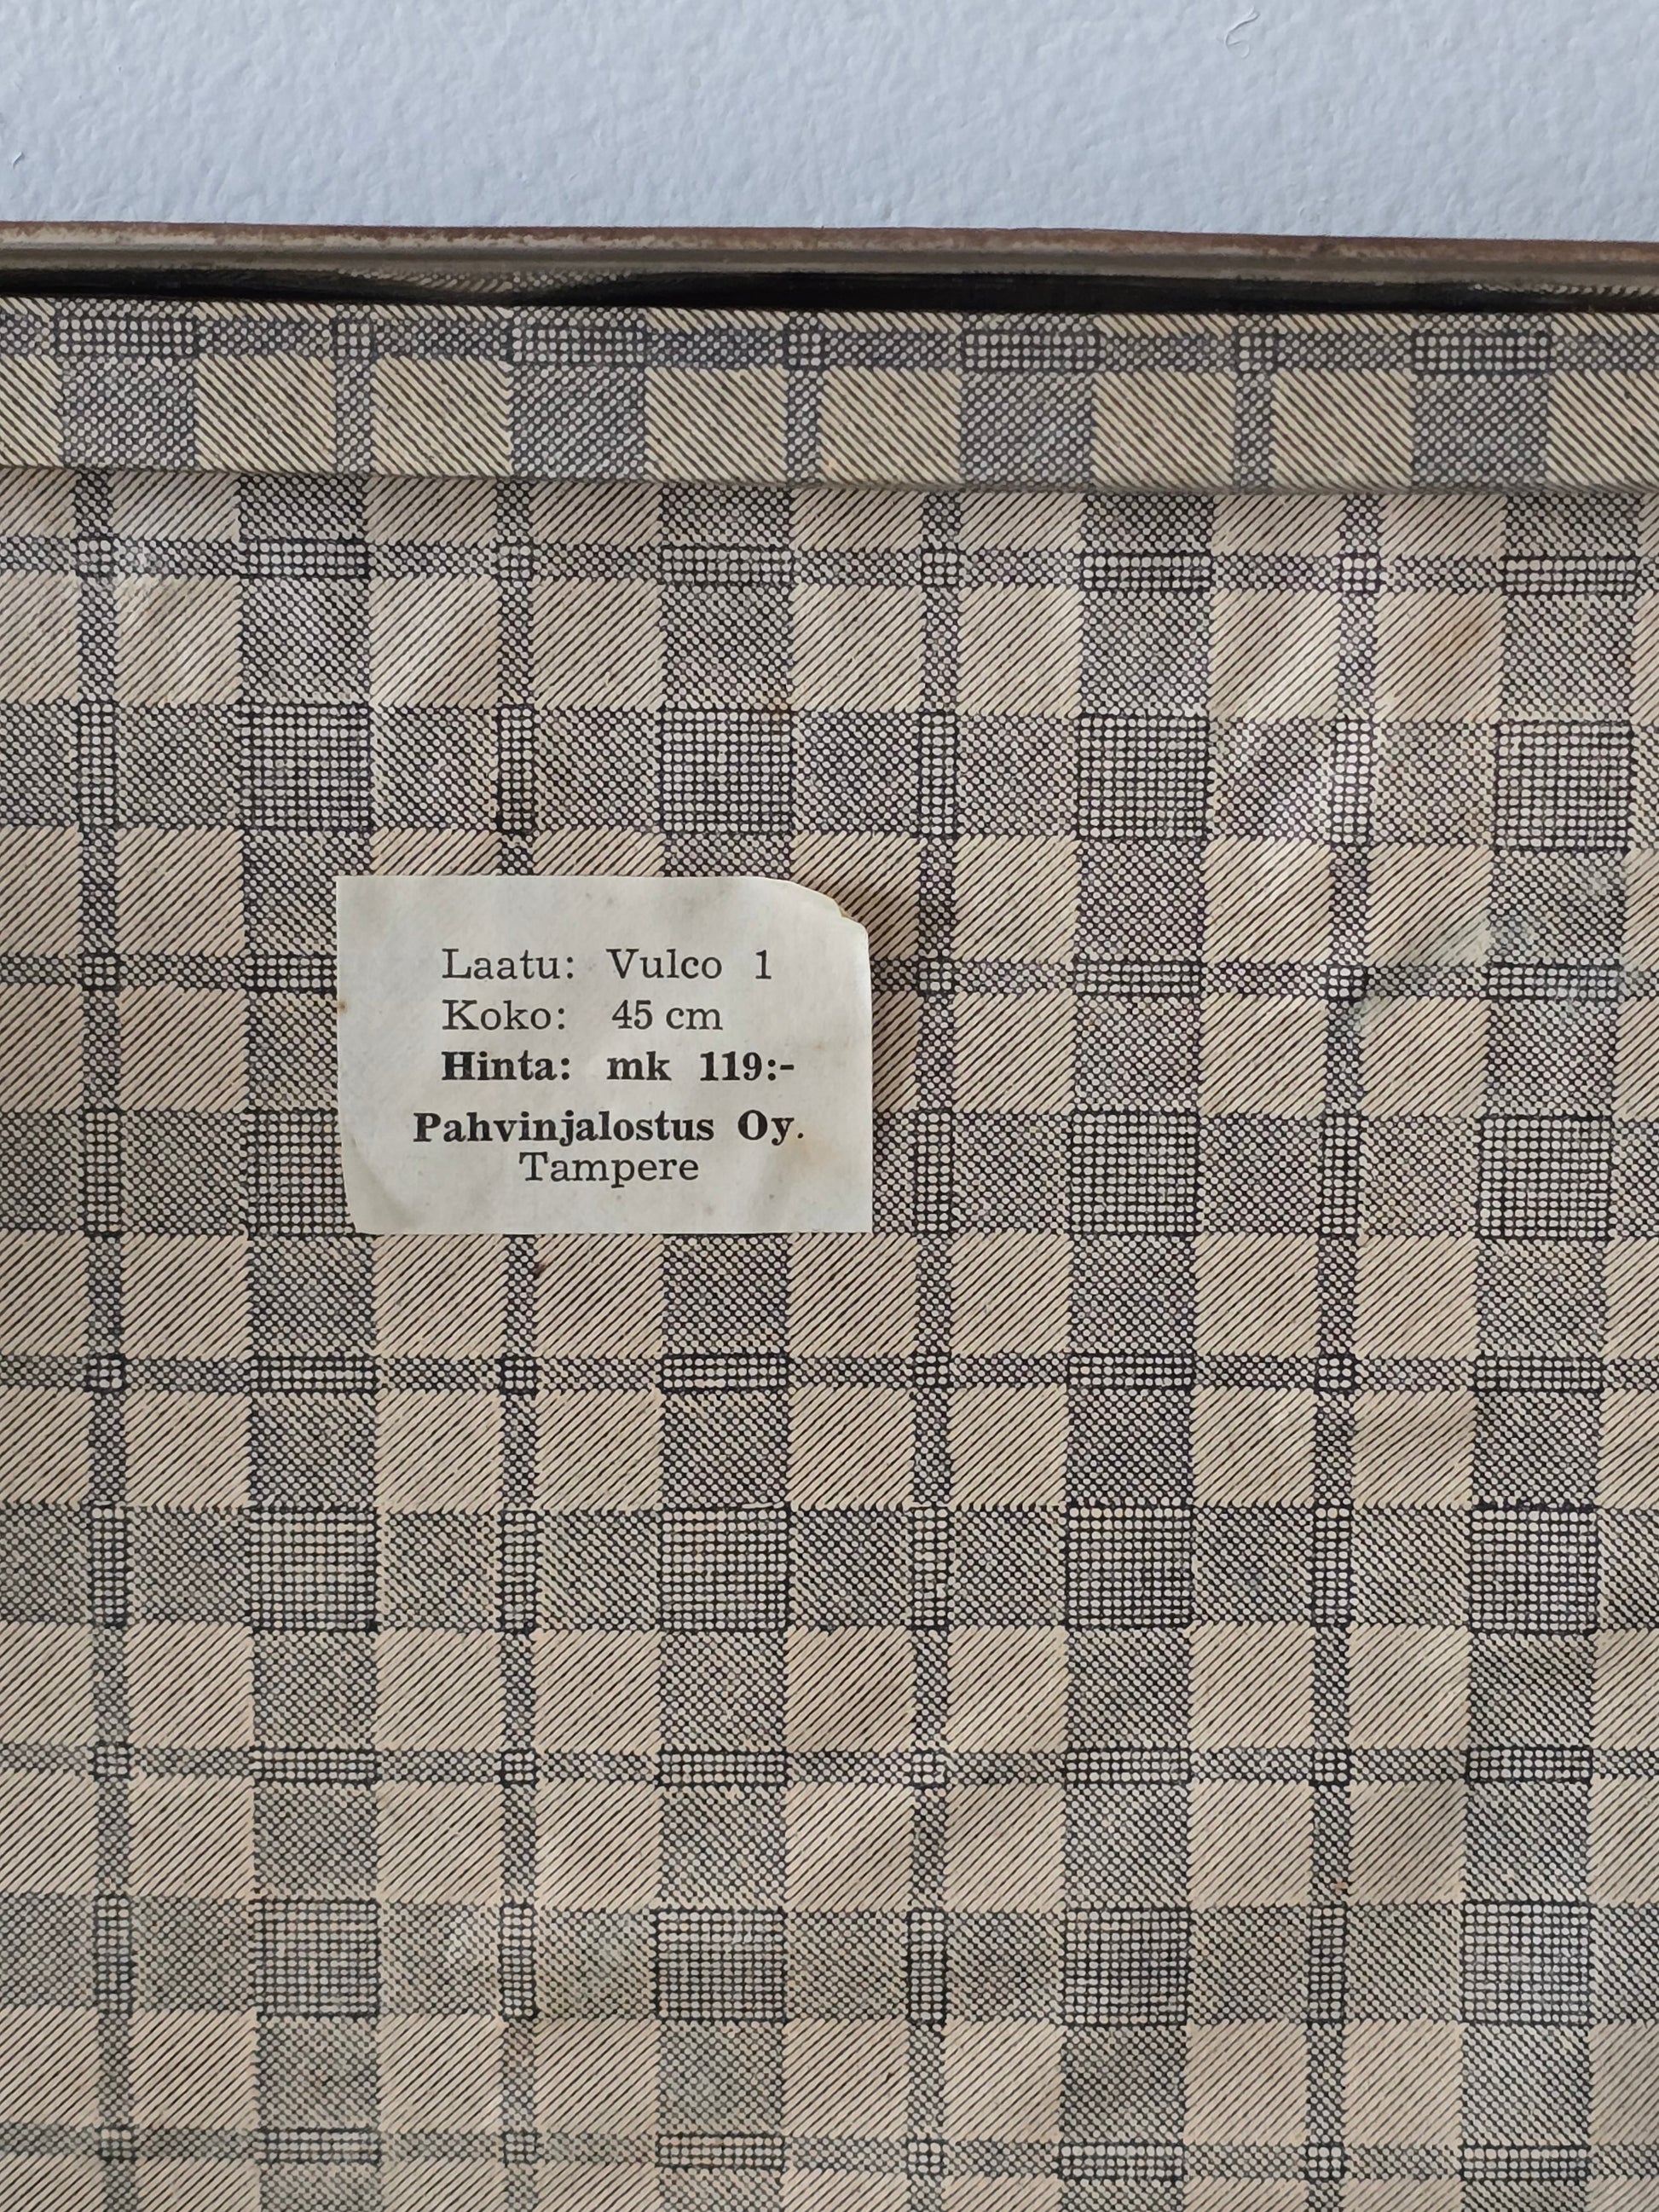 Laatu: Vulco 1
Koko: 45 cm
Hinta: mk 119:-
Pahvinjalostus Oy.
Tampere